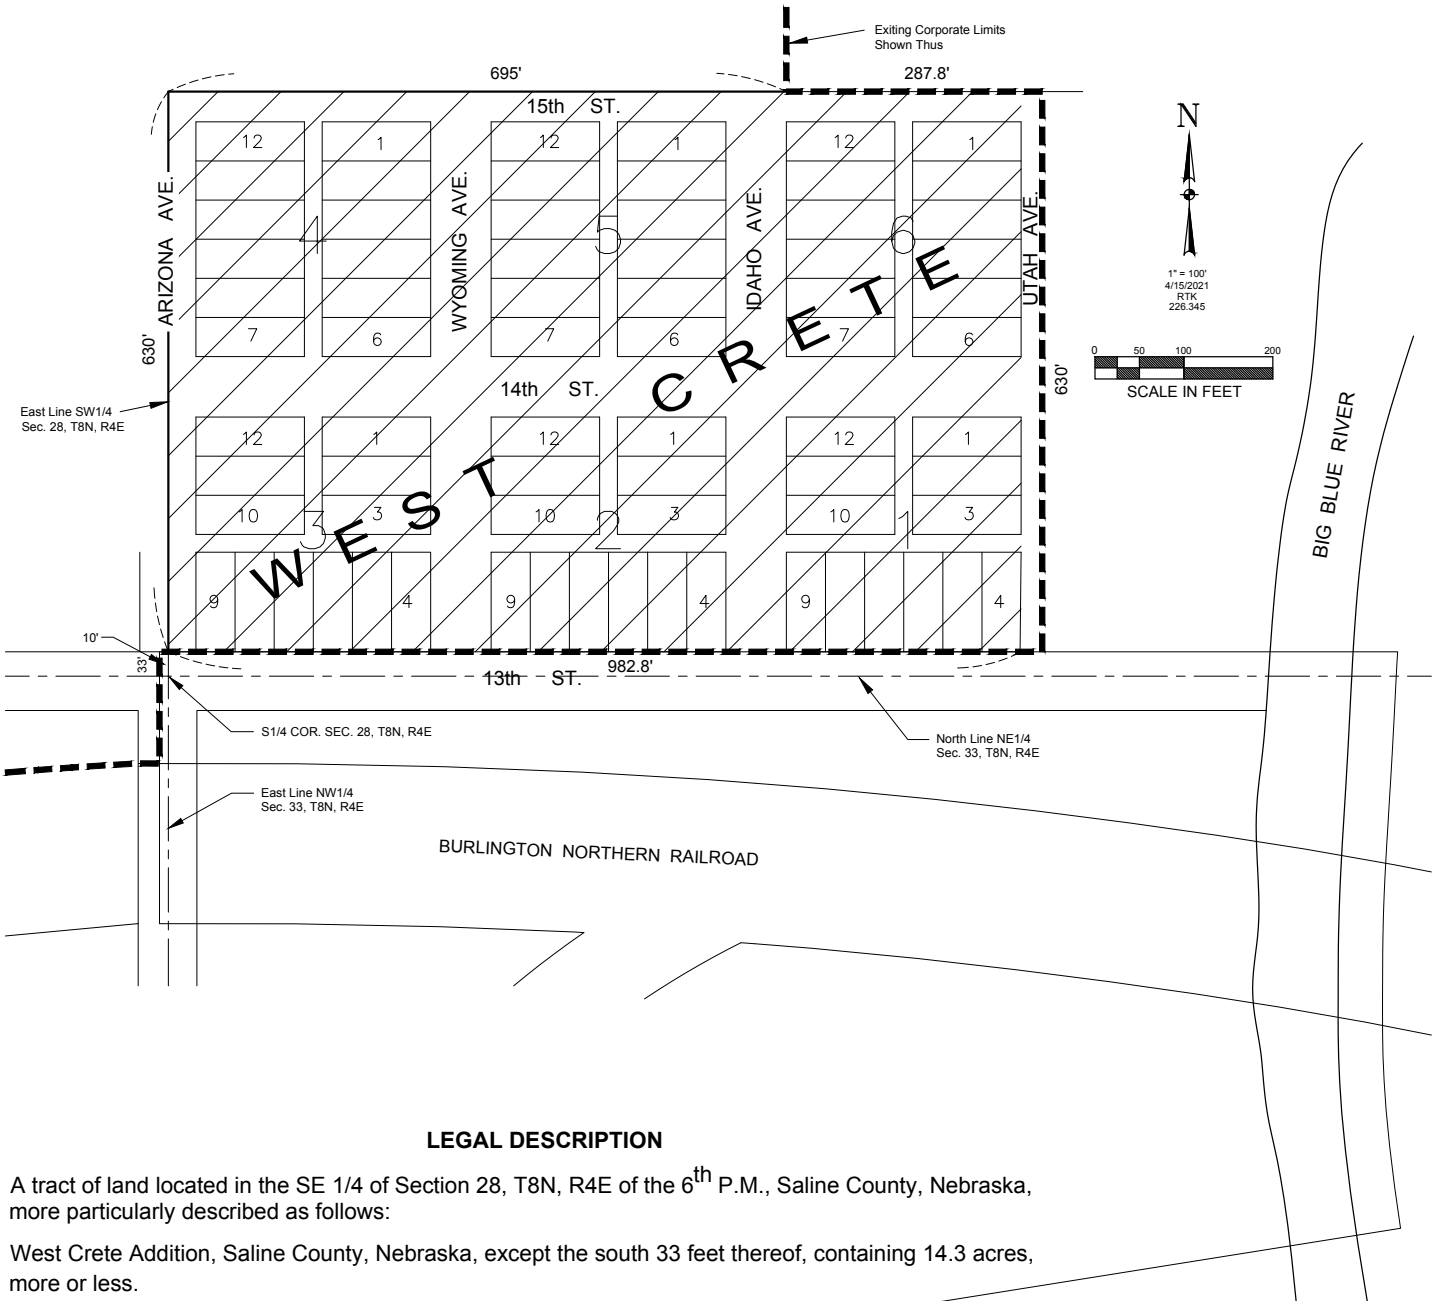 Exiting Corporate Limits
Shown Thus
695'
287.8'
15th ST.
N
12
1
12
1
12
1
ARIZONA AVE.
WYOMING AVE.
IDAHO AVE.
UTAH AVE.
4
5
6
1" = 100'
4/15/2021
RTK
226.345
7
6
7
6
7
6
630'
630'
0 50 100 200
SCALE IN FEET
14th ST.
WEST CRETE
East Line SW1/4
Sec. 28, T8N, R4E
BIG BLUE RIVER
12
1
12
1
12
1
10
3
10
3
10
3
3
2
1
9
4
9
4
9
4
10'
33'
982.8'
13th ST.
S1/4 COR. SEC. 28, T8N, R4E
North Line NE1/4
Sec. 33, T8N, R4E
East Line NW1/4
Sec. 33, T8N, R4E
BURLINGTON NORTHERN RAILROAD
LEGAL DESCRIPTION
A tract of land located in the SE 1/4 of Section 28, T8N, R4E of the 6th P.M., Saline County, Nebraska,
more particularly described as follows:
West Crete Addition, Saline County, Nebraska, except the south 33 feet thereof, containing 14.3 acres,
more or less.